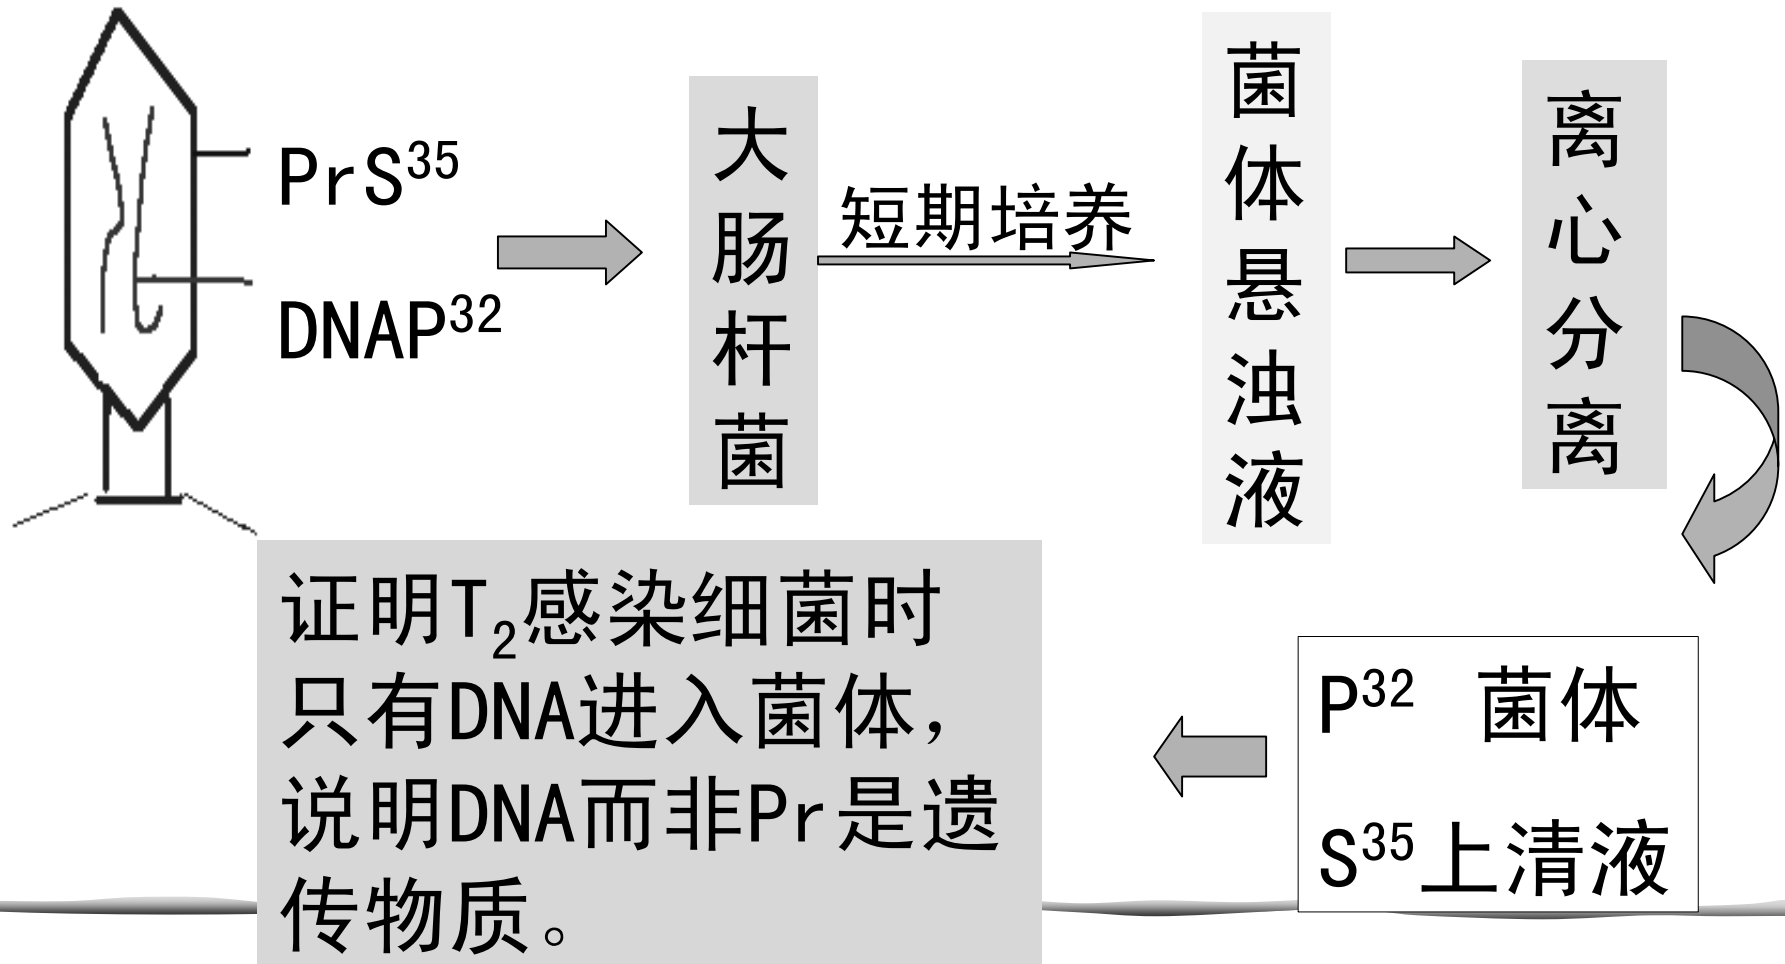 PrS³⁵
DNAP³²
大肠杆菌
短期培养
菌体悬浊液
离心分离
P³² 菌体
S³⁵上清液
证明T₂感染细菌时
只有DNA进入菌体，
说明DNA而非Pr是遗
传物质。